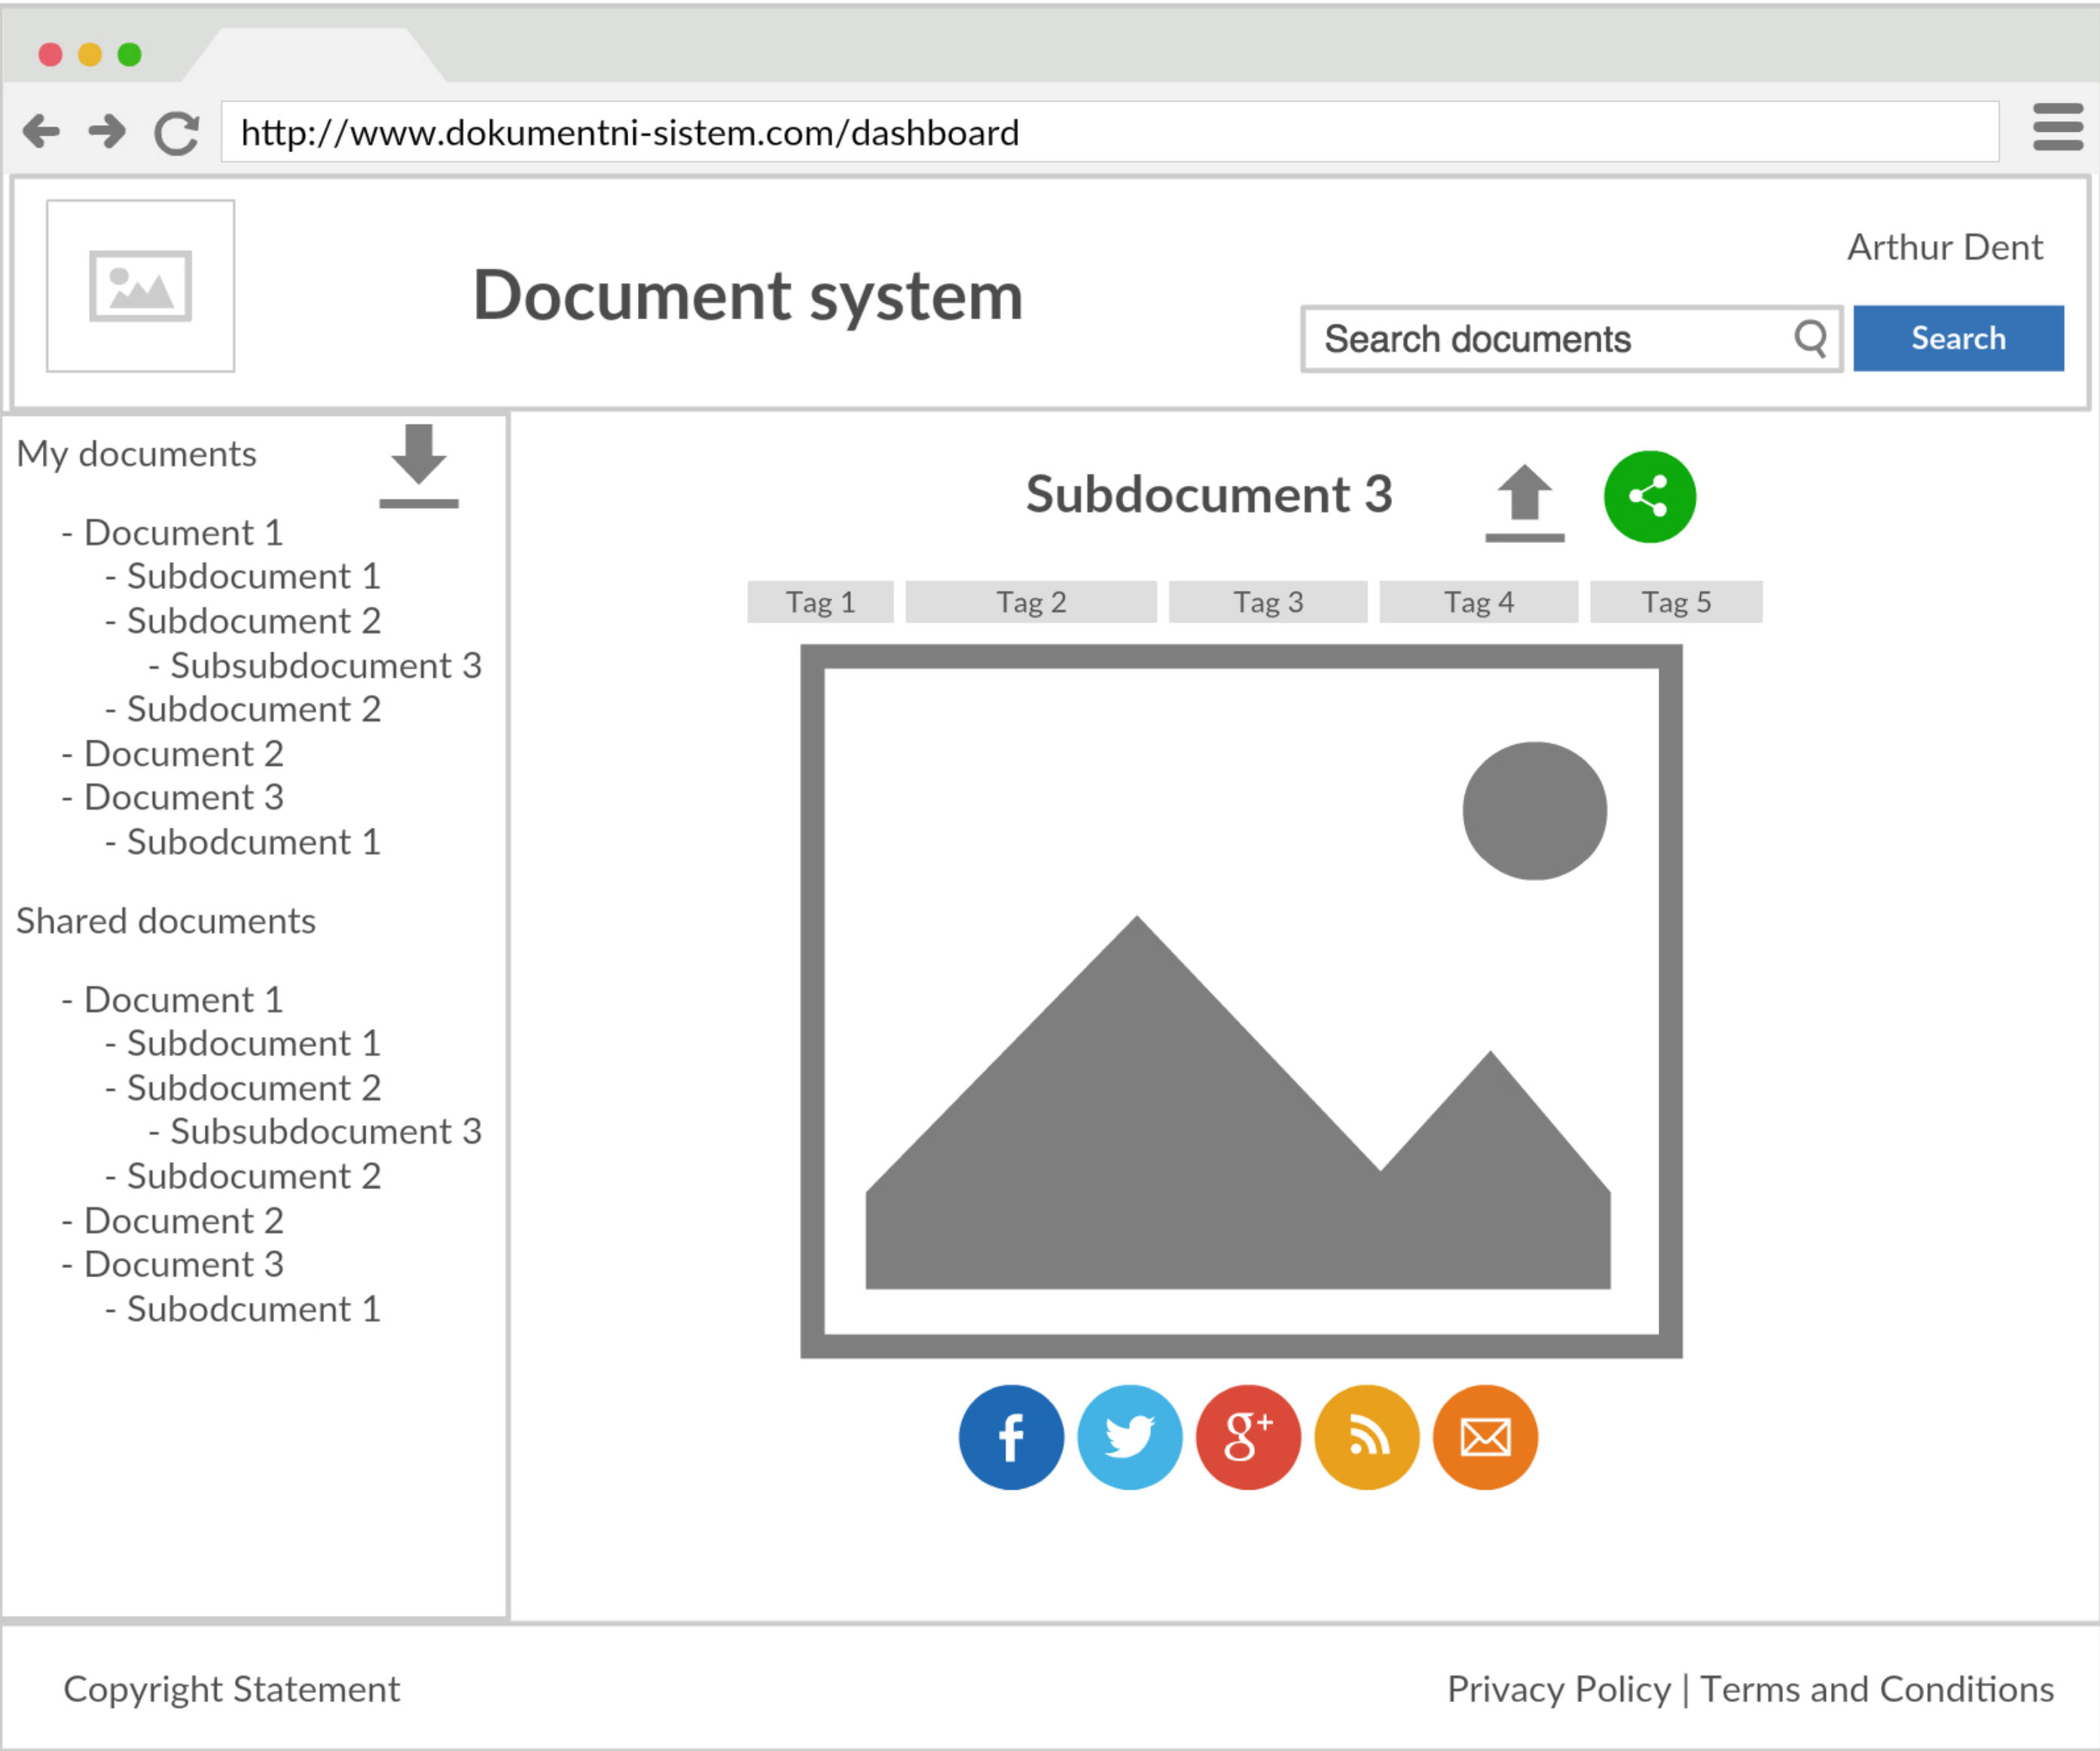 http://www.dokumentni-sistem.com/dashboard
Arthur Dent
Document system
Search documents
Search
My documents
- Document 1
- Subdocument 1
- Subdocument 2
- Subsubdocument 3
- Subdocument 2
- Document 2
- Document 3
- Subodcument 1
Shared documents
- Document 1
- Subdocument 1
- Subdocument 2
- Subsubdocument 3
- Subdocument 2
- Document 2
- Document 3
- Subodcument 1
Subdocument 3
Tag 1 Tag 2 Tag 3 Tag 4 Tag 5
f g+
Copyright Statement
Privacy Policy | Terms and Conditions